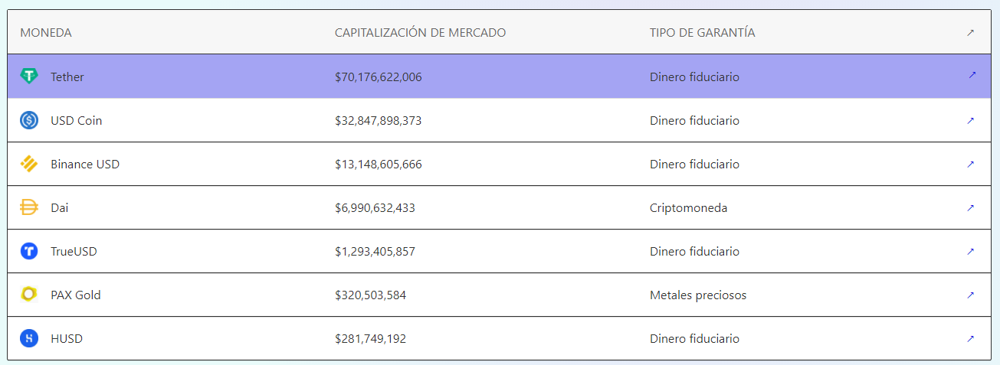 MONEDA CAPITALIZACIÓN DE MERCADO TIPO DE GARANTÍA ↗
Tether $70,176,622,006 Dinero fiduciario ↗
USD Coin $32,847,898,373 Dinero fiduciario ↗
Binance USD $13,148,605,666 Dinero fiduciario ↗
Dai $6,990,632,433 Criptomoneda ↗
TrueUSD $1,293,405,857 Dinero fiduciario ↗
PAX Gold $320,503,584 Metales preciosos ↗
HUSD $281,749,192 Dinero fiduciario ↗